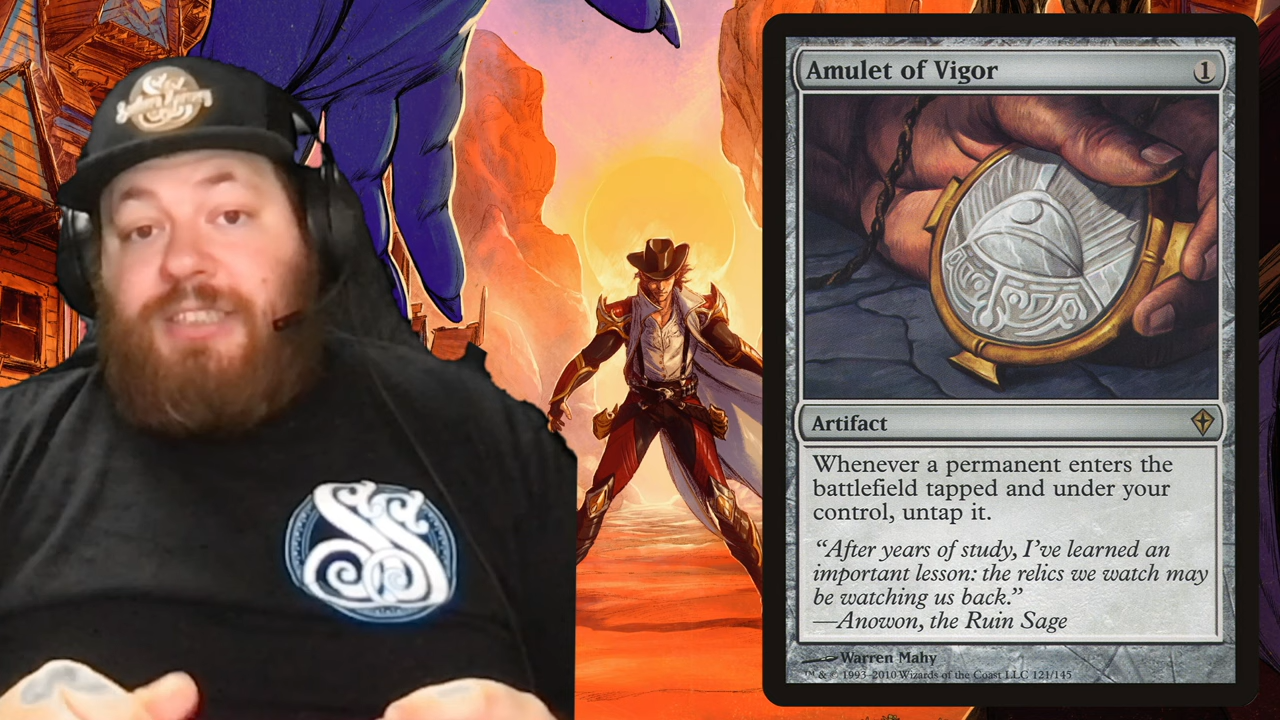 Amulet of Vigor
1
Artifact
Whenever a permanent enters the
battlefield tapped and under your
control, untap it.
“After years of study, I’ve learned an
important lesson: the relics we watch may
be watching us back.”
—Anowon, the Ruin Sage
Warren Mahy
™ & © 1993–2010 Wizards of the Coast LLC 121/145